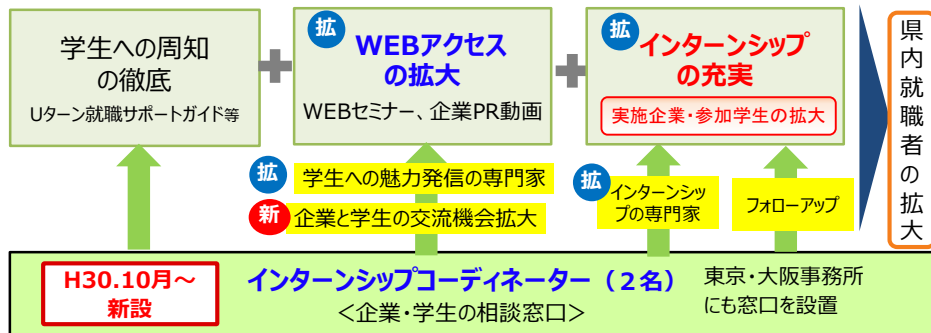 学生への周知
の徹底
Uターン就職サポートガイド等
拡
WEBアクセス
の拡大
WEBセミナー、企業PR動画
拡
インターンシップ
の充実
実施企業・参加学生の拡大
県内就職者の拡大
拡
学生への魅力発信の専門家
新
企業と学生の交流機会拡大
拡
インターンシッ
プの専門家
フォローアップ
H30.10月～
新設
インターンシップコーディネーター（２名）
＜企業・学生の相談窓口＞
東京・大阪事務所
にも窓口を設置